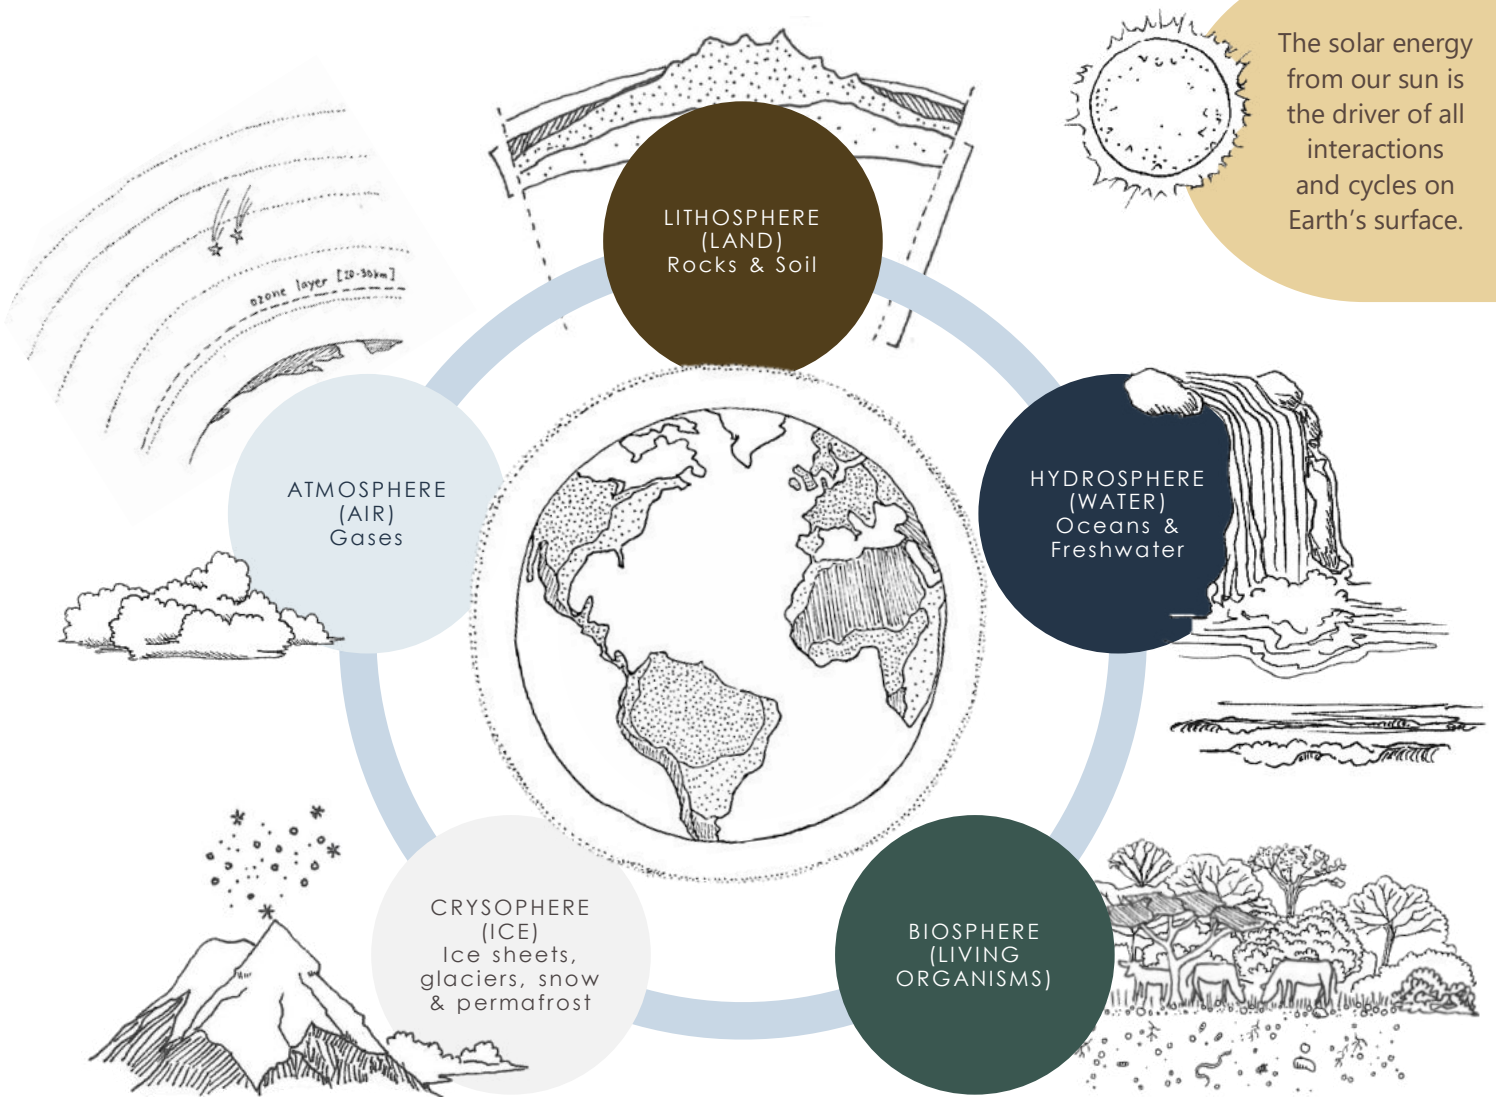 The solar energy
from our sun is
the driver of all
interactions
and cycles on
Earth's surface.
LITHOSPHERE
(LAND)
Rocks & Soil
ozone layer [20-30km]
ATMOSPHERE
(AIR)
Gases
HYDROSPHERE
(WATER)
Oceans &
Freshwater
CRYSOPHERE
(ICE)
Ice sheets,
glaciers, snow
& permafrost
BIOSPHERE
(LIVING
ORGANISMS)